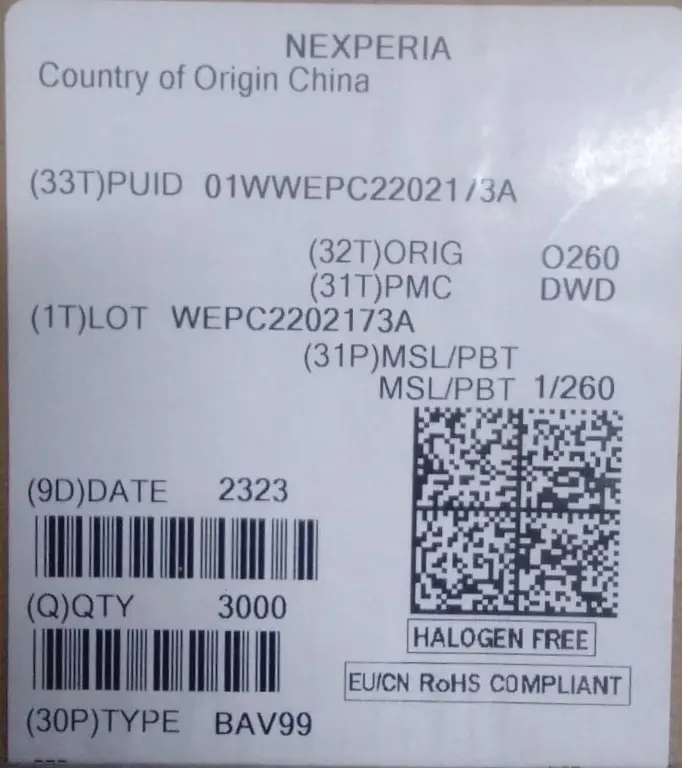 NEXPERIA
Country of Origin China
(33T)PUID 01WWEPC2202173A
(32T)ORIG O260
(31T)PMC DWD
(1T)LOT WEPC2202173A
(31P)MSL/PBT
MSL/PBT 1/260
(9D)DATE 2323
(Q)QTY 3000
HALOGEN FREE
EU/CN RoHS COMPLIANT
(30P)TYPE BAV99